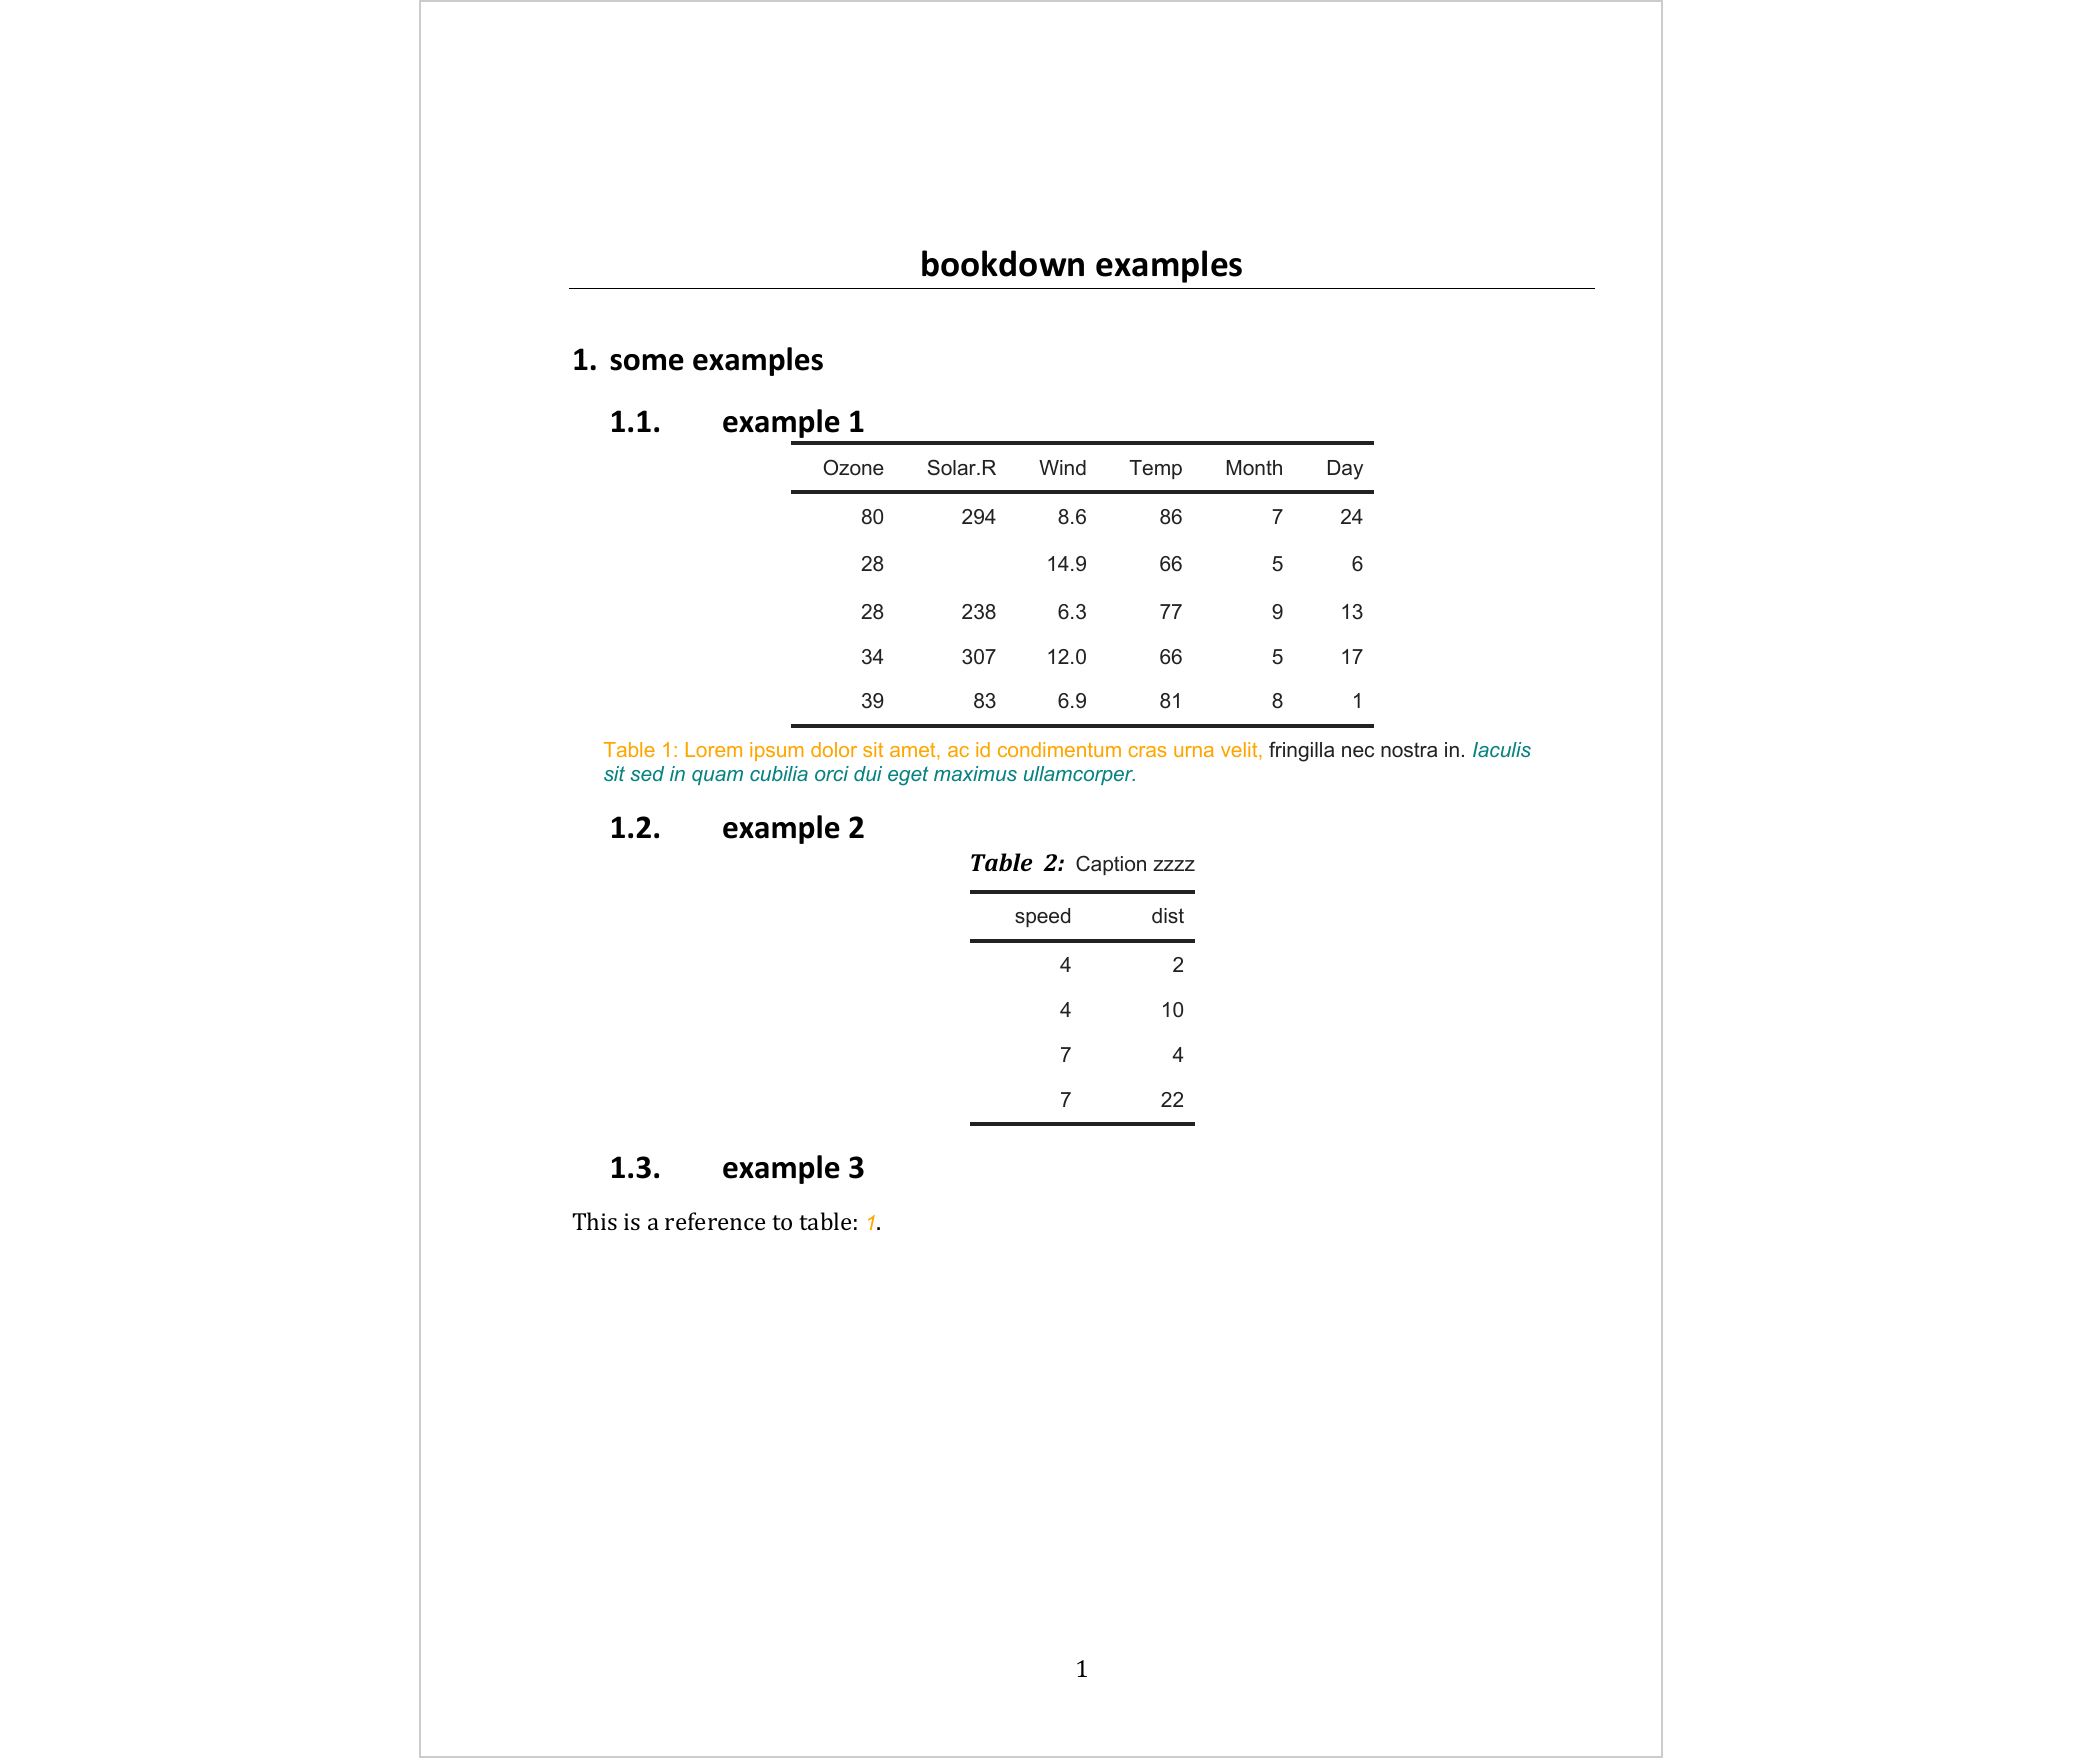 bookdown examples
1. some examples
1.1. example 1
Ozone Solar.R Wind Temp Month Day
80 294 8.6 86 7 24
28 14.9 66 5 6
28 238 6.3 77 9 13
34 307 12.0 66 5 17
39 83 6.9 81 8 1
Table 1: Lorem ipsum dolor sit amet, ac id condimentum cras urna velit, fringilla nec nostra in. Iaculis
sit sed in quam cubilia orci dui eget maximus ullamcorper.
1.2. example 2
Table 2: Caption zzzz
speed dist
4 2
4 10
7 4
7 22
1.3. example 3
This is a reference to table: 1.
1